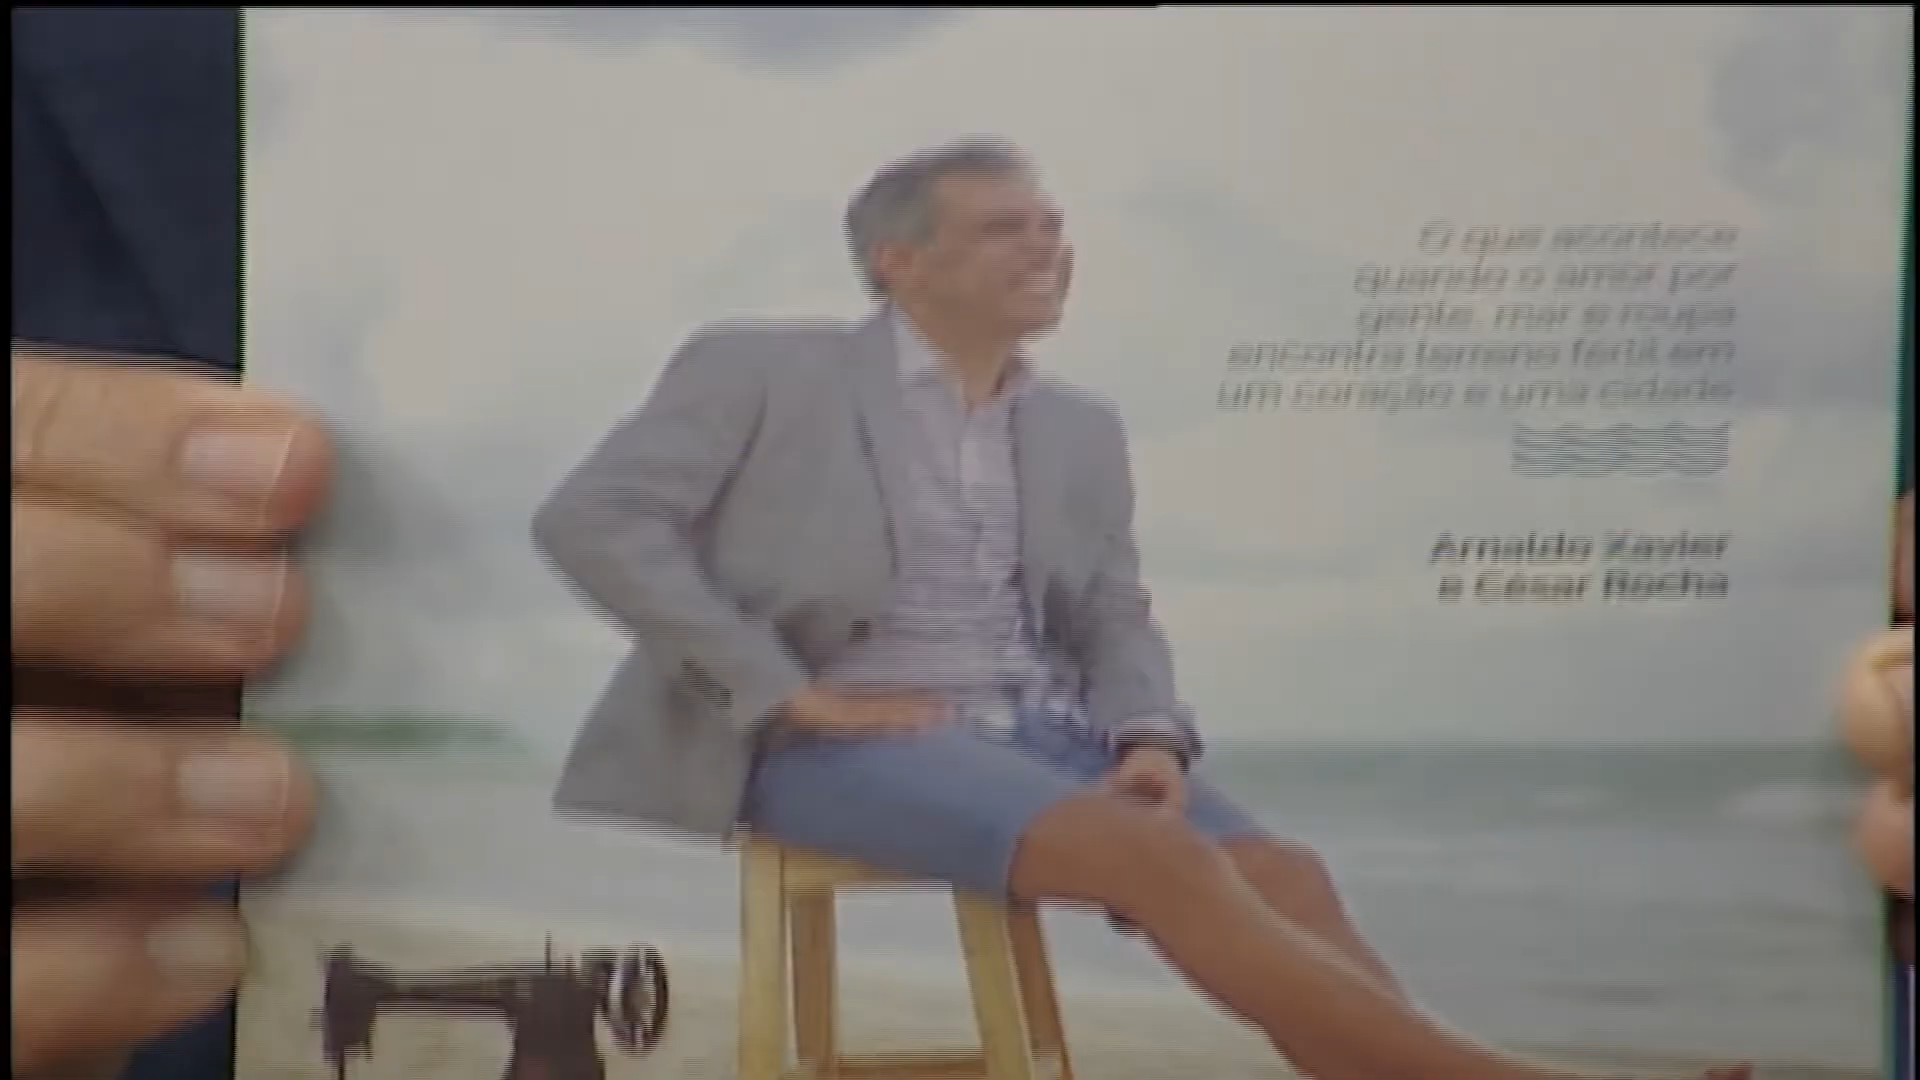 O que acontece
quando o amor por
gente, mar e roupa
encontra terreno fértil em
um coração e uma cidade
Arnaldo Xavier
e César Rocha